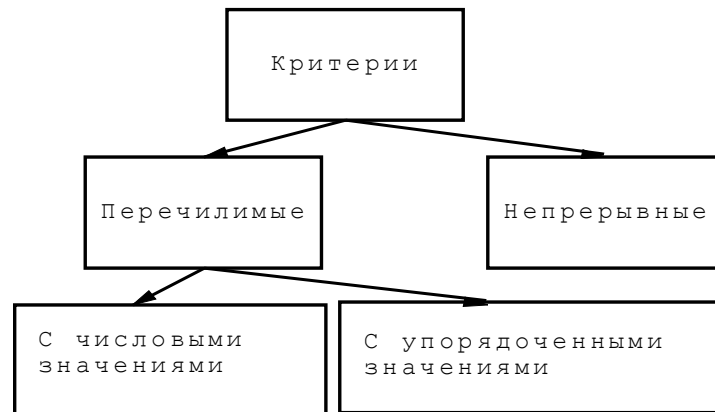 Критерии
Перечилимые
Непрерывные
С числовыми
значениями
С упорядоченными
значениями